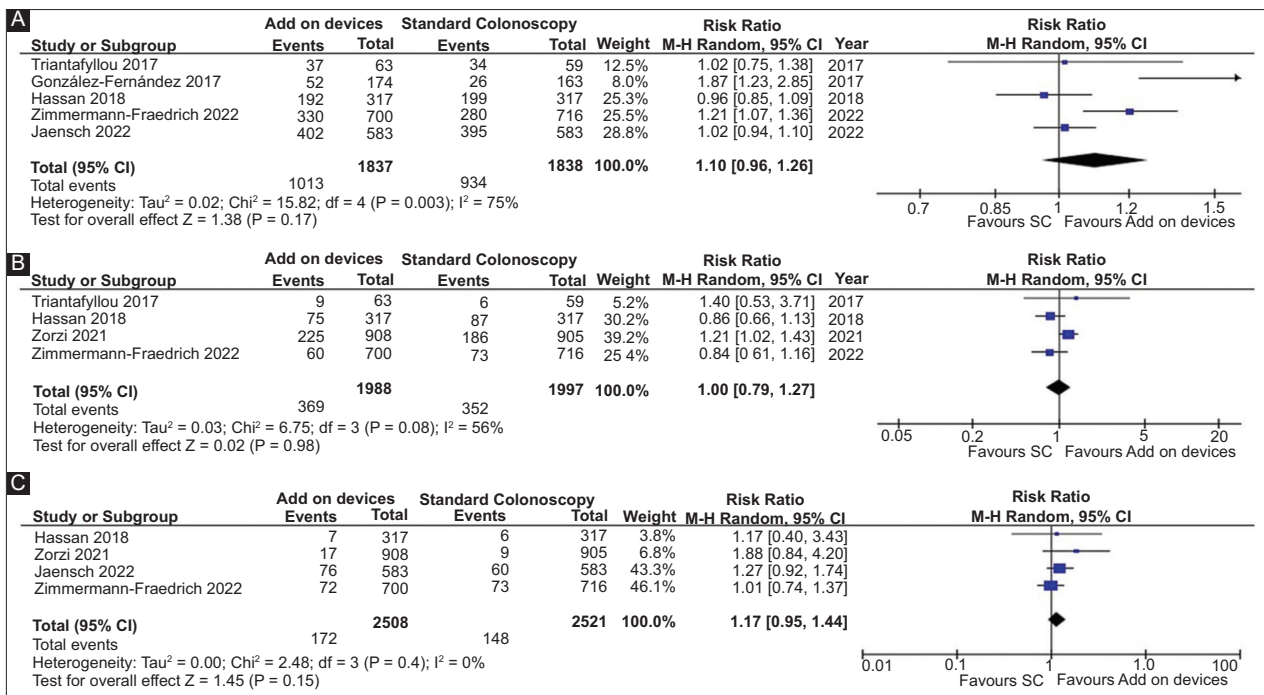 A
Add on devices Standard Colonoscopy Risk Ratio Risk Ratio
Study or Subgroup Events Total Events Total Weight M-H Random, 95% CI Year M-H Random, 95% CI
Triantafyllou 2017 37 63 34 59 12.5% 1.02 [0.75, 1.38] 2017
González-Fernández 2017 52 174 26 163 8.0% 1.87 [1.23, 2.85] 2017
Hassan 2018 192 317 199 317 25.3% 0.96 [0.85, 1.09] 2018
Zimmermann-Fraedrich 2022 330 700 280 716 25.5% 1.21 [1.07, 1.36] 2022
Jaensch 2022 402 583 395 583 28.8% 1.02 [0.94, 1.10] 2022
Total (95% CI) 1837 1838 100.0% 1.10 [0.96, 1.26]
Total events 1013 934
Heterogeneity: Tau² = 0.02; Chi² = 15.82; df = 4 (P = 0.003); I² = 75%
Test for overall effect Z = 1.38 (P = 0.17)
0.7 0.85 1 1.2 1.5
Favours SC Favours Add on devices
B
Add on devices Standard Colonoscopy Risk Ratio Risk Ratio
Study or Subgroup Events Total Events Total Weight M-H Random, 95% CI Year M-H Random, 95% CI
Triantafyllou 2017 9 63 6 59 5.2% 1.40 [0.53, 3.71] 2017
Hassan 2018 75 317 87 317 30.2% 0.86 [0.66, 1.13] 2018
Zorzi 2021 225 908 186 905 39.2% 1.21 [1.02, 1.43] 2021
Zimmermann-Fraedrich 2022 60 700 73 716 25 4% 0.84 [0 61, 1.16] 2022
Total (95% CI) 1988 1997 100.0% 1.00 [0.79, 1.27]
Total events 369 352
Heterogeneity: Tau² = 0.03; Chi² = 6.75; df = 3 (P = 0.08); I² = 56%
Test for overall effect Z = 0.02 (P = 0.98)
0.05 0.2 1 5 20
Favours SC Favours Add on devices
C
Add on devices Standard Colonoscopy Risk Ratio Risk Ratio
Study or Subgroup Events Total Events Total Weight M-H Random, 95% CI M-H Random, 95% CI
Hassan 2018 7 317 6 317 3.8% 1.17 [0.40, 3.43]
Zorzi 2021 17 908 9 905 6.8% 1.88 [0.84, 4.20]
Jaensch 2022 76 583 60 583 43.3% 1.27 [0.92, 1.74]
Zimmermann-Fraedrich 2022 72 700 73 716 46.1% 1.01 [0.74, 1.37]
Total (95% CI) 2508 2521 100.0% 1.17 [0.95, 1.44]
Total events 172 148
Heterogeneity: Tau² = 0.00; Chi² = 2.48; df = 3 (P = 0.4); I² = 0%
Test for overall effect Z = 1.45 (P = 0.15)
0.01 0.1 1 1.0 100
Favours SC Favours Add on devices